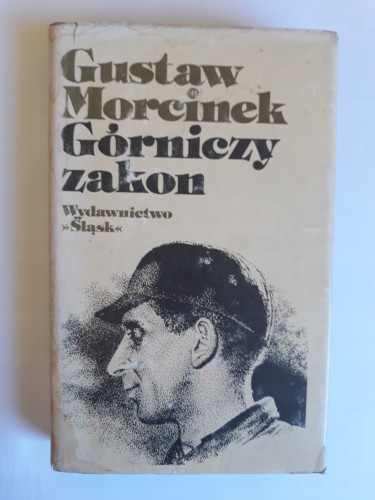 Gustaw
Morcinek
Górniczy
zakon
Wydawnictwo
»Śląsk«